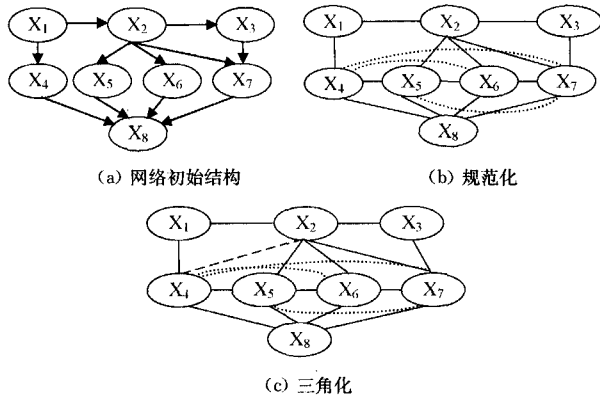 X₁ X₂ X₃
X₄ X₅ X₆ X₇
X₈
(a) 网络初始结构
X₁ X₂ X₃
X₄ X₅ X₆ X₇
X₈
(b) 规范化
X₁ X₂ X₃
X₄ X₅ X₆ X₇
X₈
(c) 三角化